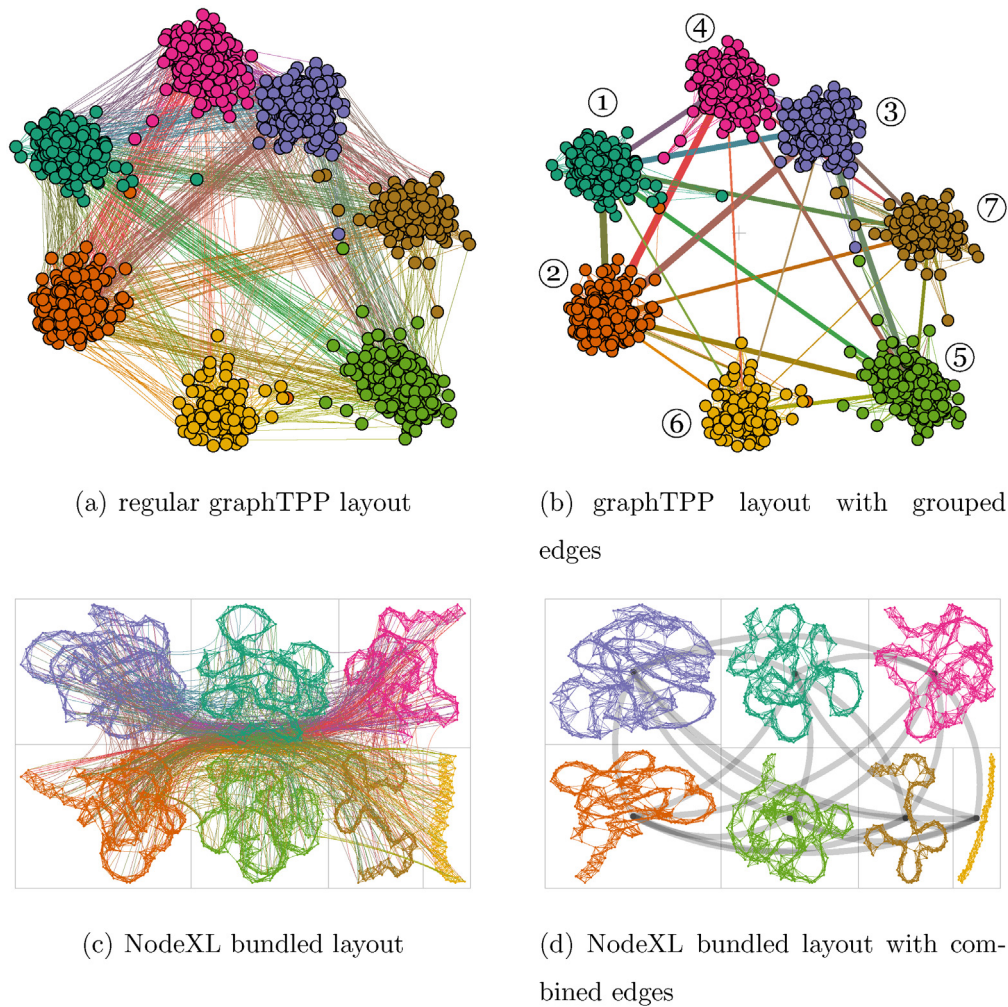 ④
①
③
⑦
②
⑤
⑥
(a) regular graphTPP layout
(b) graphTPP layout with grouped
edges
(c) NodeXL bundled layout
(d) NodeXL bundled layout with com-
bined edges